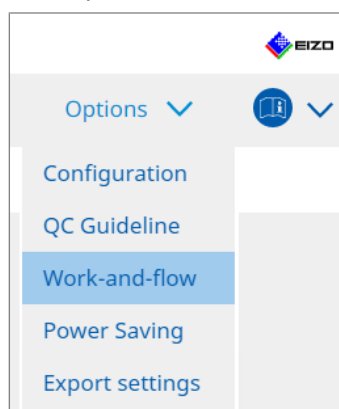 EIZO
Options
Configuration
QC Guideline
Work-and-flow
Power Saving
Export settings